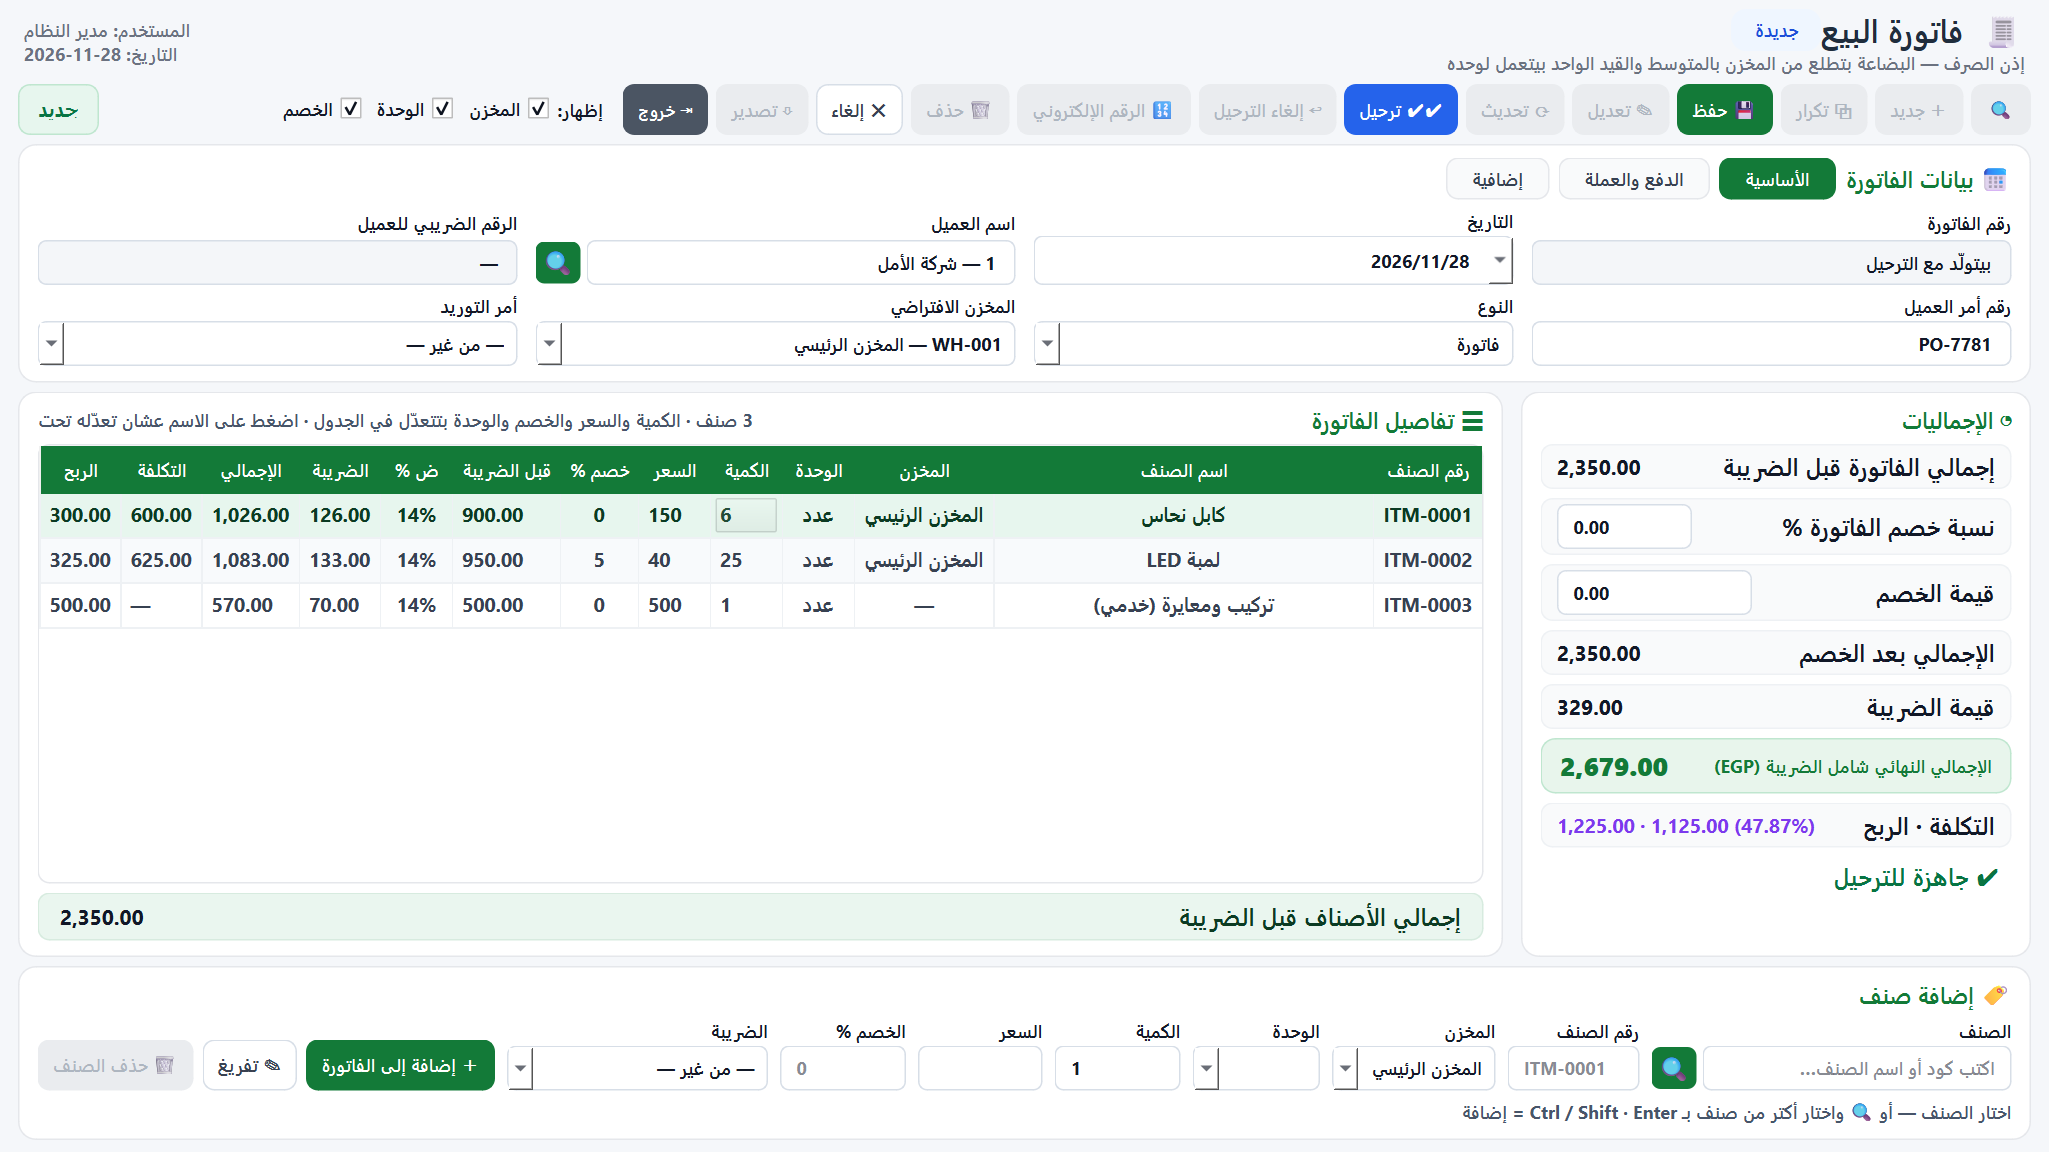 فاتورة البيع جديدة
إذن الصرف — البضاعة بتطلع من المخزن بالمتوسط والقيد الواحد بيتعمل لوحده
المستخدم: مدير النظام
التاريخ: 28-11-2026
+ جديد تكرار حفظ تعديل تحديث ترحيل إلغاء الترحيل الرقم الإلكتروني حذف إلغاء تصدير خروج إظهار: المخزن الوحدة الخصم جديد
بيانات الفاتورة الأساسية الدفع والعملة إضافية
رقم الفاتورة التاريخ اسم العميل الرقم الضريبي للعميل
بيتولّد مع الترحيل 2026/11/28 1 — شركة الأمل —
رقم أمر العميل النوع المخزن الافتراضي أمر التوريد
PO-7781 فاتورة WH-001 — المخزن الرئيسي — من غير —
الإجماليات
إجمالي الفاتورة قبل الضريبة 2,350.00
نسبة خصم الفاتورة % 0.00
قيمة الخصم 0.00
الإجمالي بعد الخصم 2,350.00
قيمة الضريبة 329.00
الإجمالي النهائي شامل الضريبة (EGP) 2,679.00
التكلفة · الربح 1,225.00 · 1,125.00 (47.87%)
✔ جاهزة للترحيل
تفاصيل الفاتورة
3 صنف · الكمية والسعر والخصم والوحدة بتتعدّل في الجدول · اضغط على الاسم عشان تعدّله تحت
رقم الصنف اسم الصنف المخزن الوحدة الكمية السعر خصم % قبل الضريبة ض % الضريبة الإجمالي التكلفة الربح
ITM-0001 كابل نحاس المخزن الرئيسي عدد 6 150 0 900.00 14% 126.00 1,026.00 600.00 300.00
ITM-0002 لمبة LED المخزن الرئيسي عدد 25 40 5 950.00 14% 133.00 1,083.00 625.00 325.00
ITM-0003 تركيب ومعايرة (خدمي) — عدد 1 500 0 500.00 14% 70.00 570.00 — 500.00
إجمالي الأصناف قبل الضريبة 2,350.00
إضافة صنف
الصنف رقم الصنف المخزن الوحدة الكمية السعر الخصم % الضريبة
اكتب كود أو اسم الصنف... ITM-0001 المخزن الرئيسي 1 0 — من غير — + إضافة إلى الفاتورة تفريغ حذف الصنف
اختار الصنف — أو 🔍 واختار أكتر من صنف بـ Ctrl / Shift · Enter = إضافة